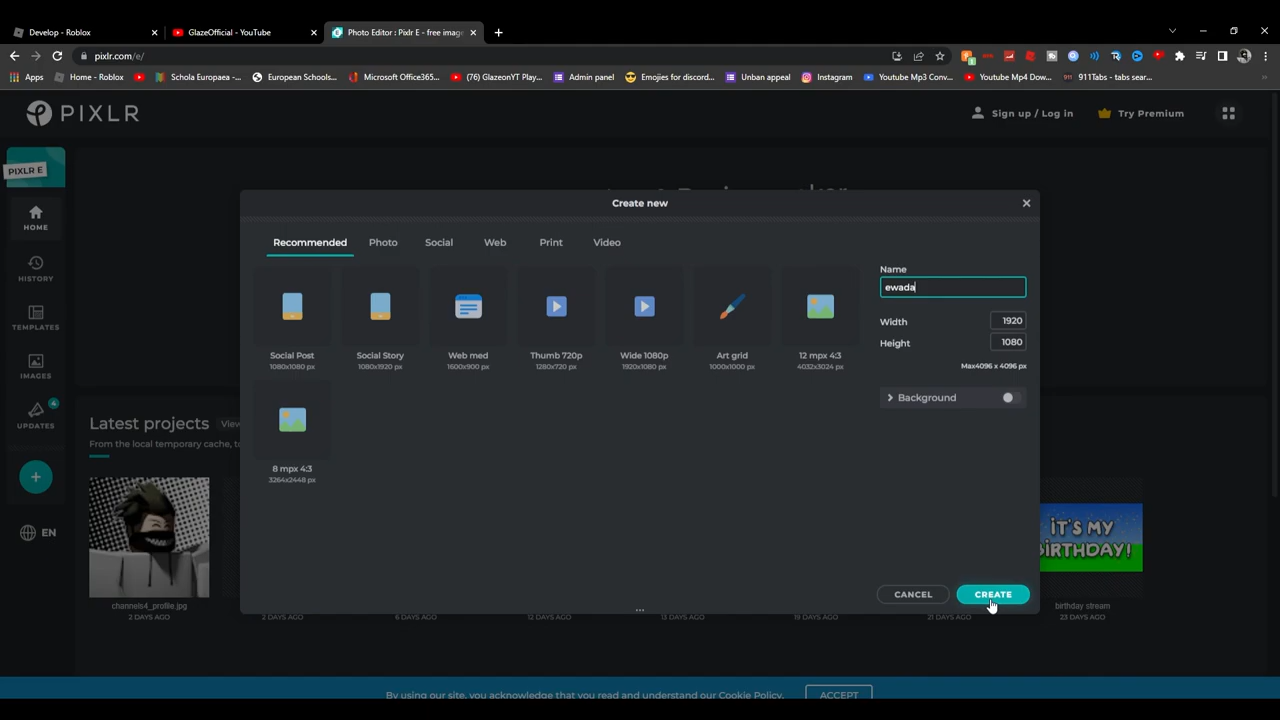 Develop - Roblox
GlazeOfficial - YouTube
Photo Editor : Pixlr E - free imag
pixlr.com/e/
Apps
Home - Roblox
Schola Europaea -...
European Schools...
Microsoft Office365...
(76) GlazeonYT Play...
Admin panel
Emojies for discord...
Unban appeal
Instagram
Youtube Mp3 Conv...
Youtube Mp4 Dow...
911Tabs - tabs sear...
PIXLR
Sign up / Log in
Try Premium
PIXLR E
HOME
HISTORY
TEMPLATES
IMAGES
UPDATES
4
EN
Create new
Recommended
Photo
Social
Web
Print
Video
Social Post
1080x1080 px
Social Story
1080x1920 px
Web med
1600x900 px
Thumb 720p
1280x720 px
Wide 1080p
1920x1080 px
Art grid
1000x1000 px
12 mpx 4:3
4032x3024 px
8 mpx 4:3
3264x2448 px
Name
ewada
Width 1920
Height 1080
Max4096 x 4096 px
Background
CANCEL
CREATE
Latest projects
View
From the local temporary cache, t
IT'S MY
BIRTHDAY!
channels4_profile.jpg
2 DAYS AGO
2 DAYS AGO
6 DAYS AGO
12 DAYS AGO
13 DAYS AGO
19 DAYS AGO
21 DAYS AGO
birthday stream
23 DAYS AGO
By using our site, you acknowledge that you read and understand our Cookie Policy.
ACCEPT